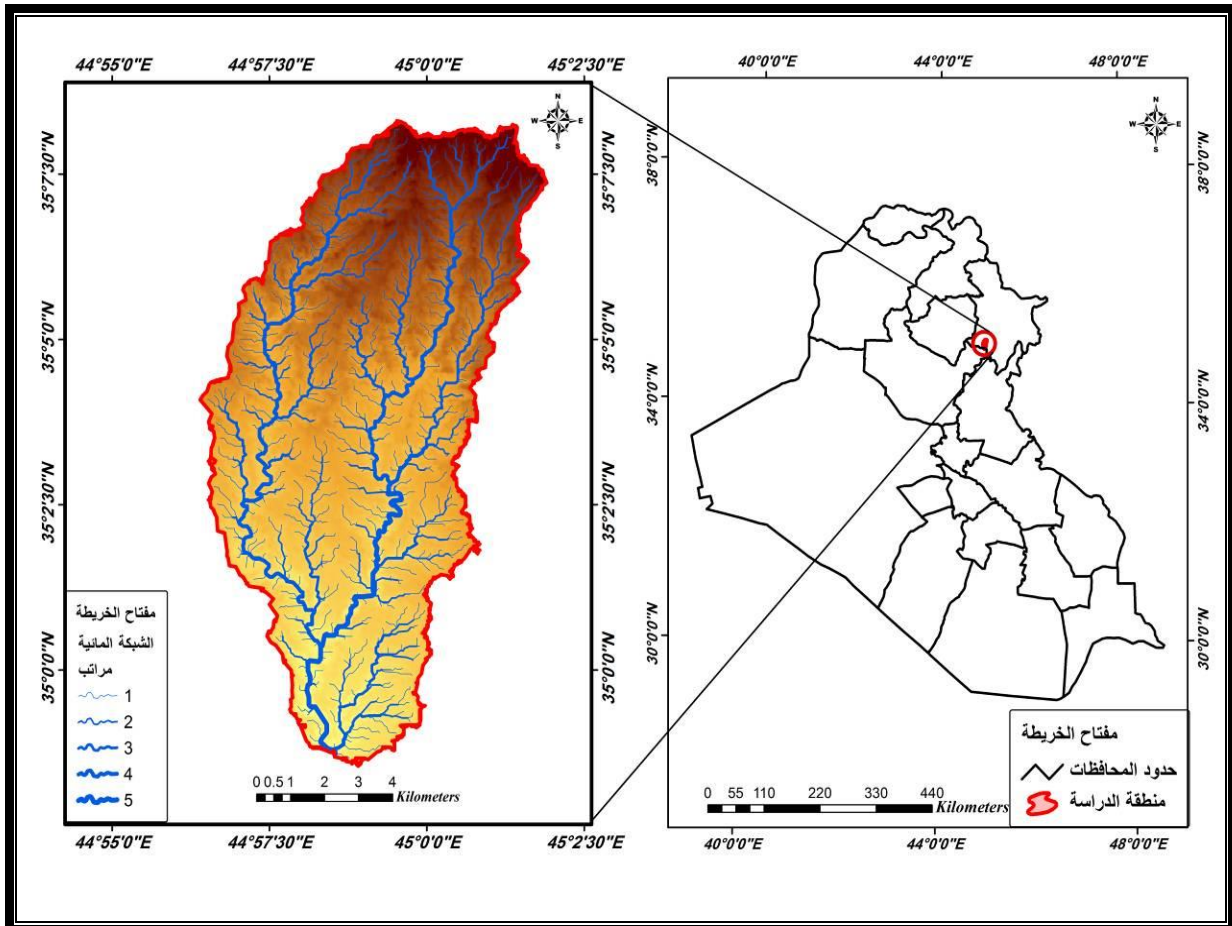 44°55'0"E 44°57'30"E 45°0'0"E 45°2'30"E
35°7'30"N 35°7'30"N
35°5'0"N 35°5'0"N
35°2'30"N 35°2'30"N
35°0'0"N 35°0'0"N
N
W E
S
مفتاح الخريطة
الشبكة المائية
مراتب
1
2
3
4
5
0 0.5 1 2 3 4
Kilometers
44°55'0"E 44°57'30"E 45°0'0"E 45°2'30"E
40°0'0"E 44°0'0"E 48°0'0"E
N
W E
S
38°0'0"N 38°0'0"N
34°0'0"N 34°0'0"N
30°0'0"N 30°0'0"N
مفتاح الخريطة
حدود المحافظات
منطقة الدراسة
0 55 110 220 330 440
Kilometers
40°0'0"E 44°0'0"E 48°0'0"E